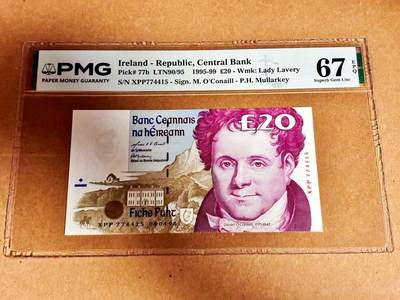 PMG
PAPER MONEY GUARANTY
Ireland - Republic, Central Bank
Pick# 77b LTN90/95 1995-99 £20 - Wmk: Lady Lavery
S/N XPP774415 - Sign. M. O'Conaill - P.H. Mullarkey
67 EPQ
Superb Gem Unc
Banc Ceannais
na hÉireann
£20
Fiche Punt
XPP 774415
XPP 774415